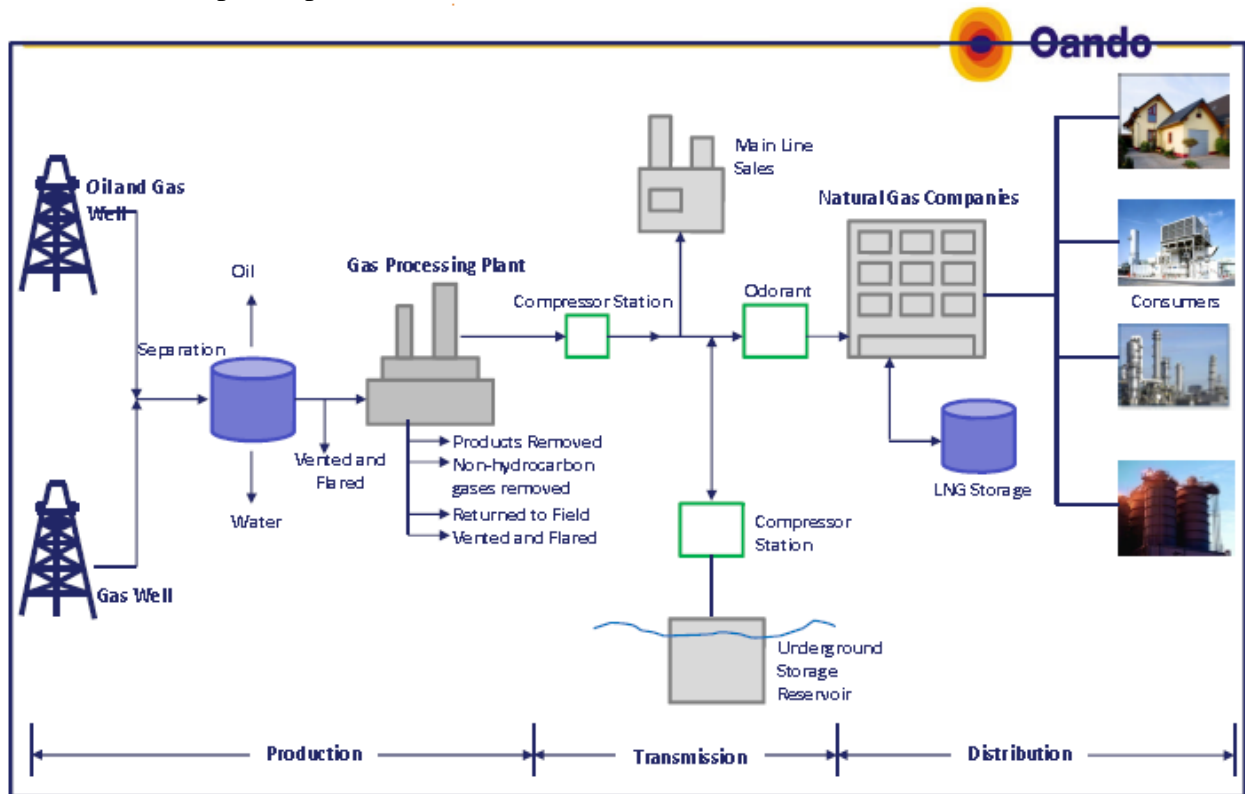 Oando
Oil and Gas
Well
Oil
Separation
Vented and
Flared
Water
Gas Well
Gas Processing Plant
Products Removed
Non-hydrocarbon
gases removed
Returned to Field
Vented and Flared
Compressor Station
Main Line
Sales
Odorant
Natural Gas Companies
Compressor
Station
Underground
Storage
Reservoir
LNG Storage
Consumers
Production
Transmission
Distribution